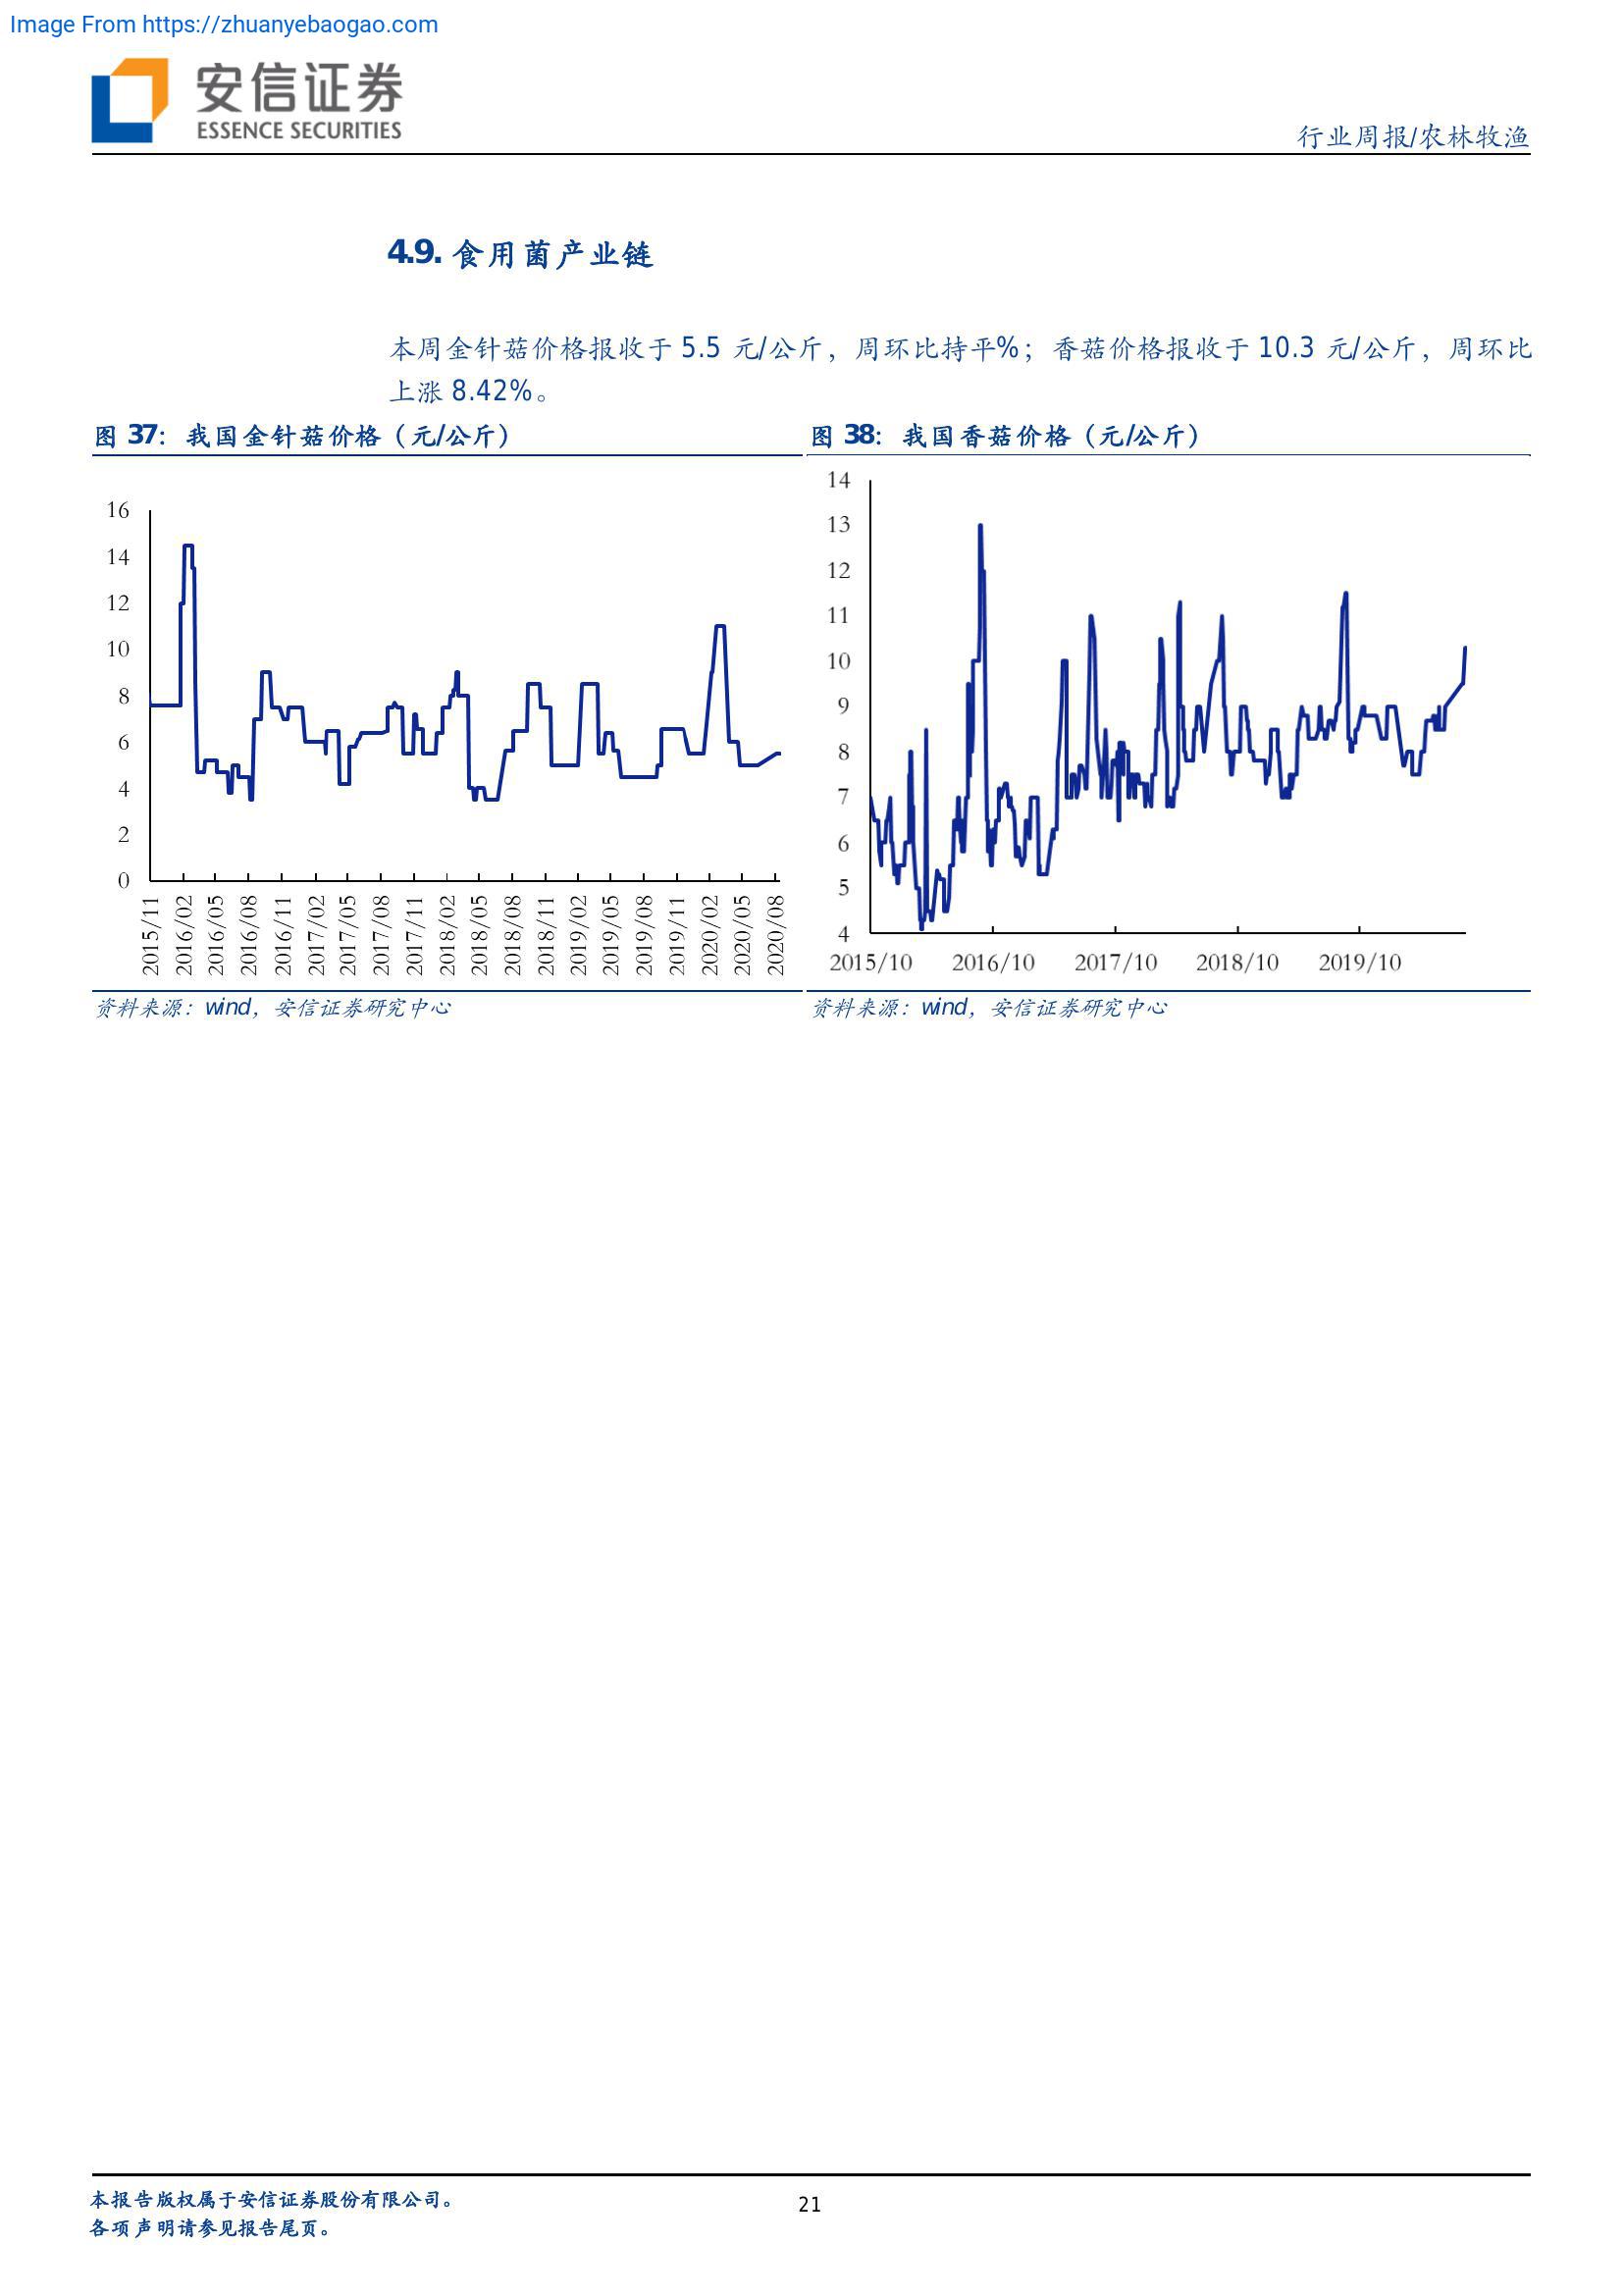 Image From https://zhuanyebaogao.com
安信证券
ESSENCE SECURITIES
行业周报/农林牧渔
4.9. 食用菌产业链
本周金针菇价格报收于 5.5 元/公斤，周环比持平%；香菇价格报收于 10.3 元/公斤，周环比
上涨 8.42%。
图 37：我国金针菇价格（元/公斤）
16
14
12
10
8
6
4
2
0
2015/11
2016/02
2016/05
2016/08
2016/11
2017/02
2017/05
2017/08
2017/11
2018/02
2018/05
2018/08
2018/11
2019/02
2019/05
2019/08
2019/11
2020/02
2020/05
2020/08
资料来源：wind，安信证券研究中心
图 38：我国香菇价格（元/公斤）
14
13
12
11
10
9
8
7
6
5
4
2015/10 2016/10 2017/10 2018/10 2019/10
资料来源：wind，安信证券研究中心
本报告版权属于安信证券股份有限公司。
各项声明请参见报告尾页。
21